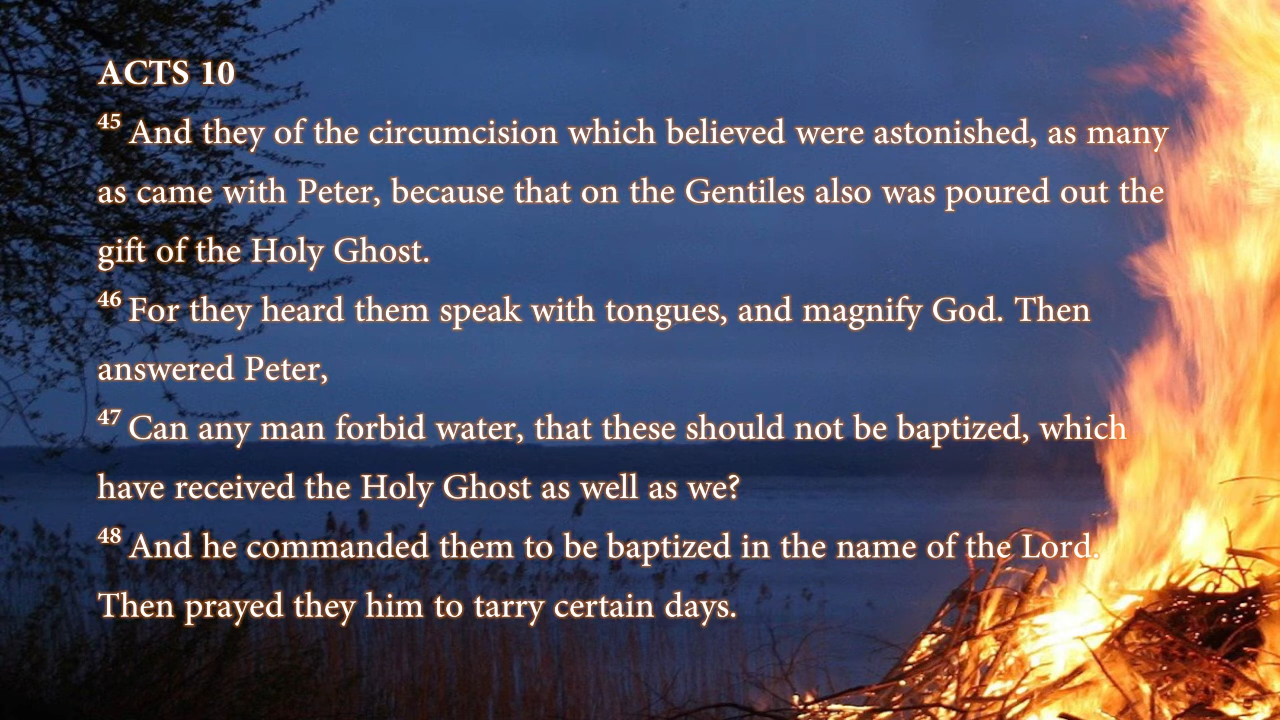 ACTS 10
45 And they of the circumcision which believed were astonished, as many
as came with Peter, because that on the Gentiles also was poured out the
gift of the Holy Ghost.
46 For they heard them speak with tongues, and magnify God. Then
answered Peter,
47 Can any man forbid water, that these should not be baptized, which
have received the Holy Ghost as well as we?
48 And he commanded them to be baptized in the name of the Lord.
Then prayed they him to tarry certain days.